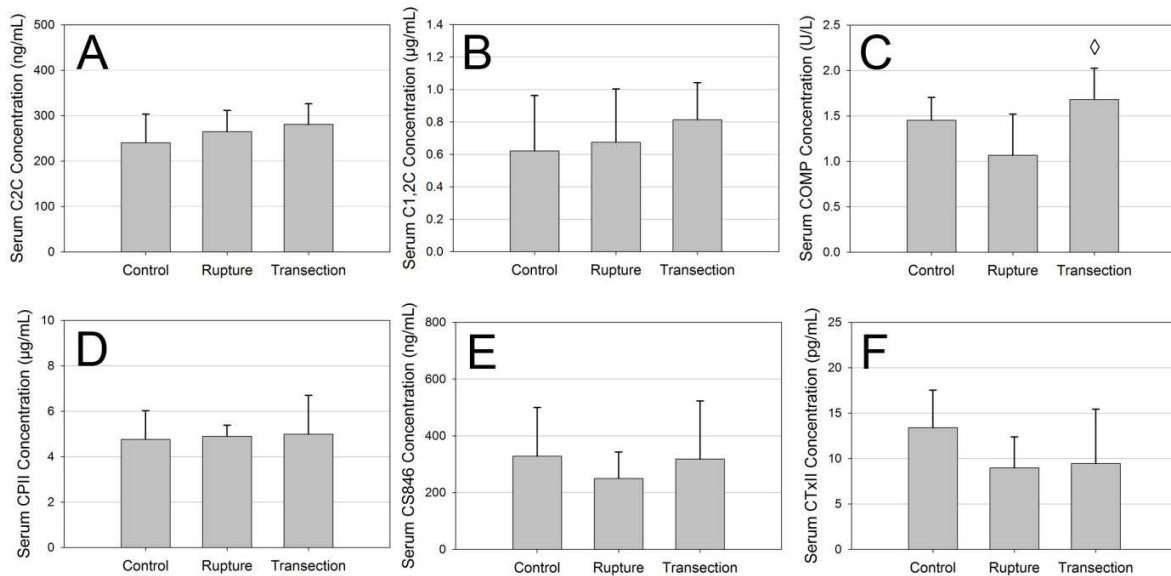 A
Serum C2C Concentration (ng/mL)
500
400
300
200
100
0
Control Rupture Transection
B
Serum C1,2C Concentration (µg/mL)
1.4
1.2
1.0
0.8
0.6
0.4
0.2
0.0
Control Rupture Transection
C
◊
Serum COMP Concentration (U/L)
2.5
2.0
1.5
1.0
0.5
0.0
Control Rupture Transection
D
Serum CPII Concentration (µg/mL)
10
8
6
4
2
0
Control Rupture Transection
E
Serum CS846 Concentration (ng/mL)
800
600
400
200
0
Control Rupture Transection
F
Serum CTxII Concentration (pg/mL)
25
20
15
10
5
0
Control Rupture Transection